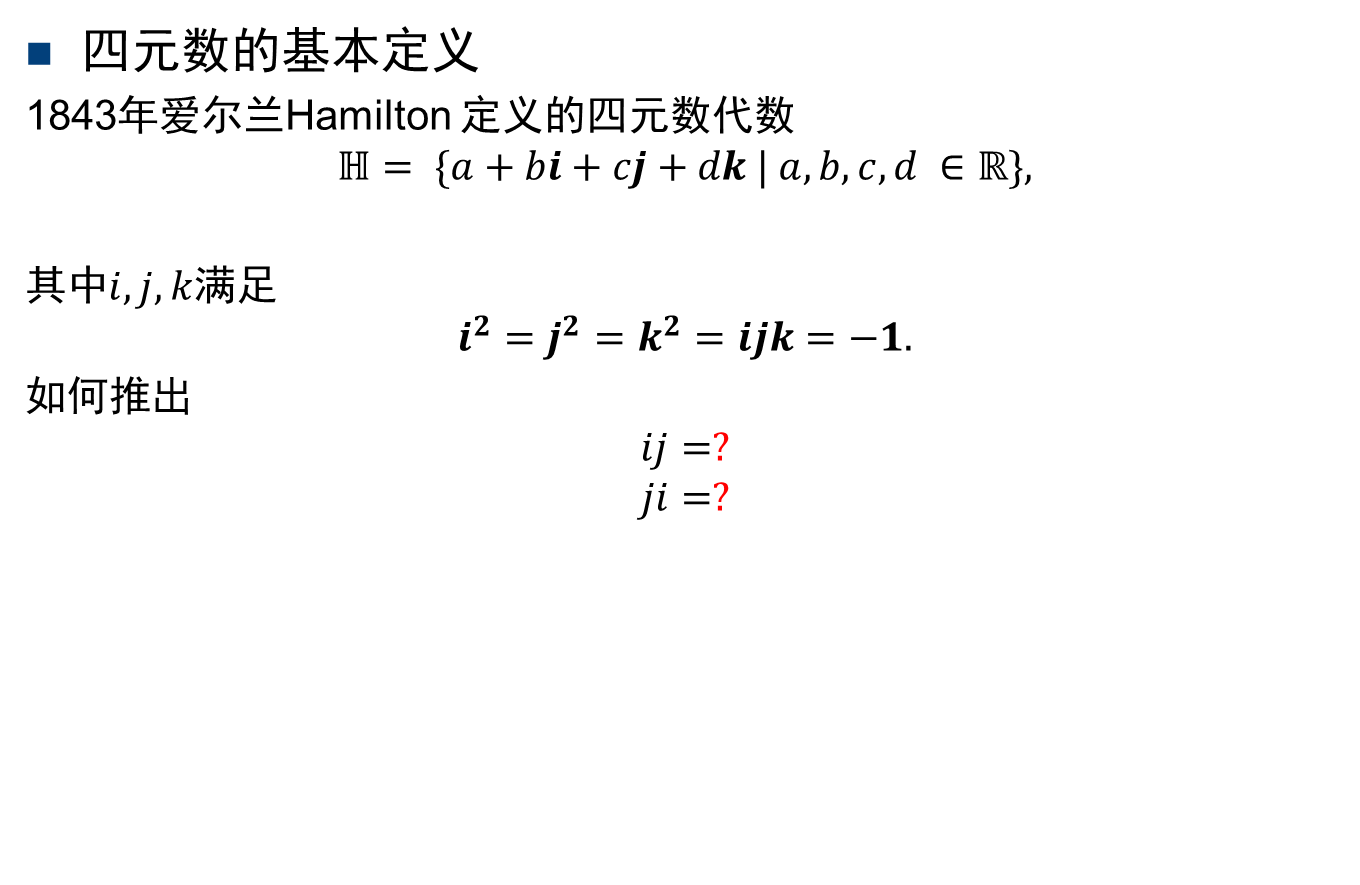 ■ 四元数的基本定义
1843年爱尔兰Hamilton 定义的四元数代数
ℍ = {a + b𝒊 + c𝒋 + d𝒌 | a, b, c, d ∈ ℝ},
其中i, j, k满足
𝒊² = 𝒋² = 𝒌² = 𝒊𝒋𝒌 = −𝟏.
如何推出
ij =?
ji =?